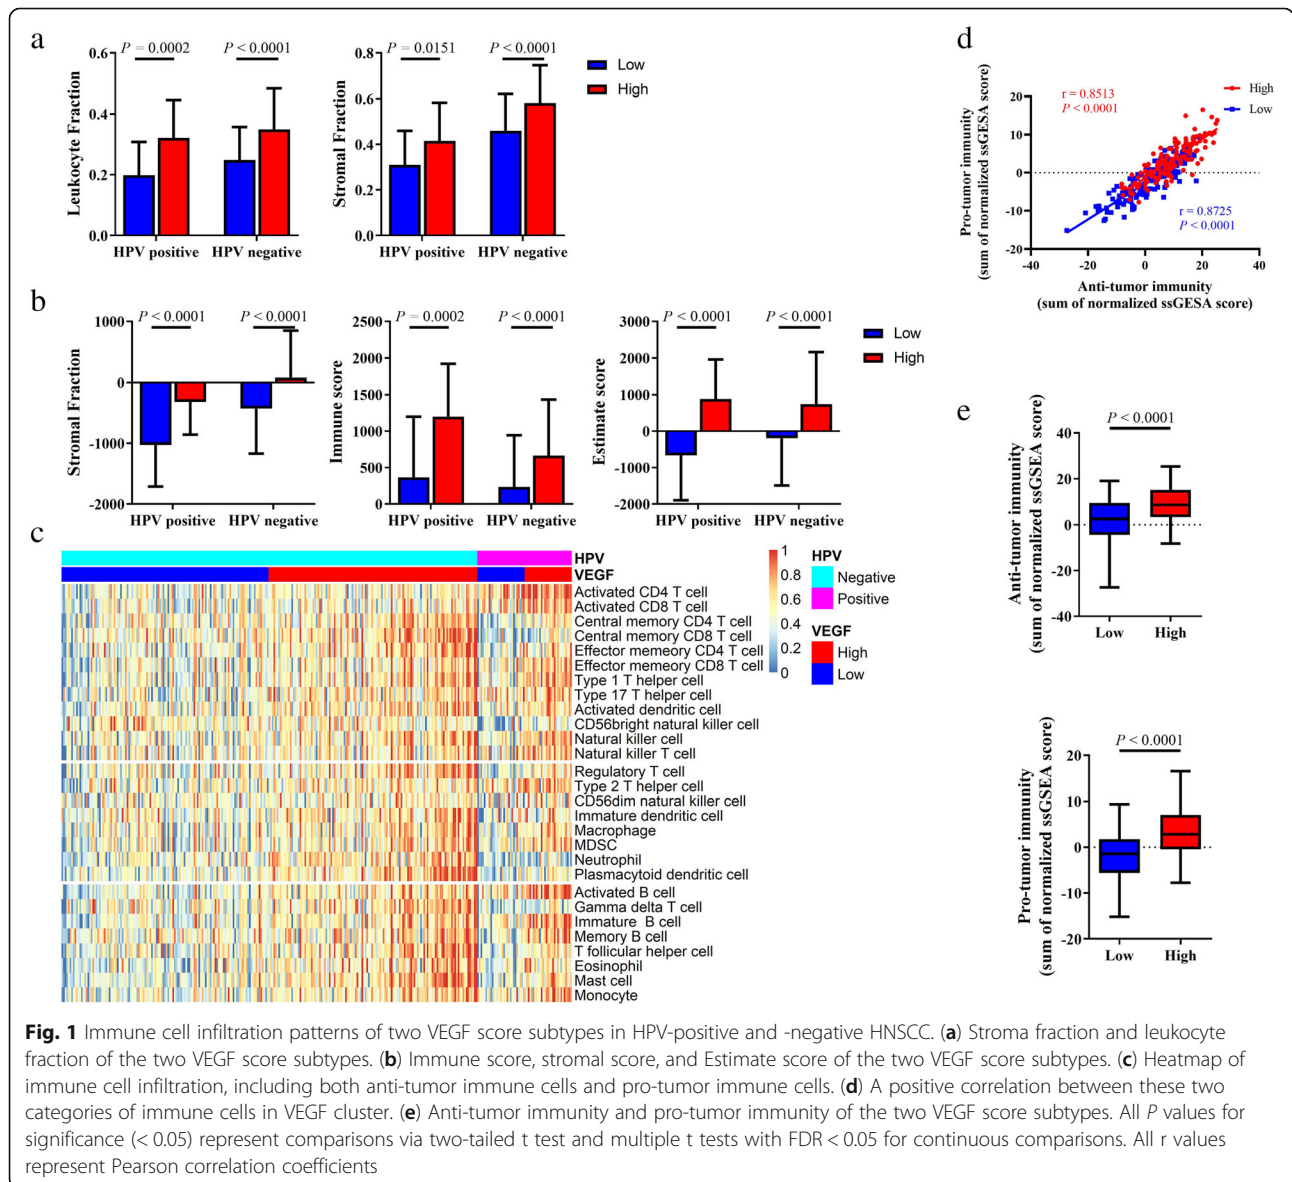 a
P = 0.0002
P < 0.0001
0.6
0.4
0.2
0.0
Leukocyte Fraction
HPV positive
HPV negative
P = 0.0151
P < 0.0001
0.8
0.6
0.4
0.2
0.0
Stromal Fraction
HPV positive
HPV negative
Low
High
d
r = 0.8513
P < 0.0001
High
Low
20
10
0
-10
-20
Pro-tumor immunity
(sum of normalized ssGESA score)
r = 0.8725
P < 0.0001
-40
-20
0
20
40
Anti-tumor immunity
(sum of normalized ssGESA score)
b
P < 0.0001
P < 0.0001
1000
0
-1000
-2000
Stromal Fraction
HPV positive
HPV negative
P = 0.0002
P < 0.0001
2500
2000
1500
1000
500
0
Immune score
HPV positive
HPV negative
P < 0.0001
P < 0.0001
3000
2000
1000
0
-1000
-2000
Estimate score
HPV positive
HPV negative
Low
High
c
HPV
VEGF
Activated CD4 T cell
Activated CD8 T cell
Central memory CD4 T cell
Central memory CD8 T cell
Effector memeory CD4 T cell
Effector memeory CD8 T cell
Type 1 T helper cell
Type 17 T helper cell
Activated dendritic cell
CD56bright natural killer cell
Natural killer cell
Natural killer T cell
Regulatory T cell
Type 2 T helper cell
CD56dim natural killer cell
Immature dendritic cell
Macrophage
MDSC
Neutrophil
Plasmacytoid dendritic cell
Activated B cell
Gamma delta T cell
Immature  B cell
Memory B cell
T follicular helper cell
Eosinophil
Mast cell
Monocyte
1
0.8
0.6
0.4
0.2
0
HPV
Negative
Positive
VEGF
High
Low
e
P < 0.0001
40
20
0
-20
-40
Anti-tumor immunity
(sum of normalized ssGSEA score)
Low
High
P < 0.0001
20
10
0
-10
-20
Pro-tumor immunity
(sum of normalized ssGSEA score)
Low
High
Fig. 1 Immune cell infiltration patterns of two VEGF score subtypes in HPV-positive and -negative HNSCC. (a) Stroma fraction and leukocyte
fraction of the two VEGF score subtypes. (b) Immune score, stromal score, and Estimate score of the two VEGF score subtypes. (c) Heatmap of
immune cell infiltration, including both anti-tumor immune cells and pro-tumor immune cells. (d) A positive correlation between these two
categories of immune cells in VEGF cluster. (e) Anti-tumor immunity and pro-tumor immunity of the two VEGF score subtypes. All P values for
significance (< 0.05) represent comparisons via two-tailed t test and multiple t tests with FDR < 0.05 for continuous comparisons. All r values
represent Pearson correlation coefficients